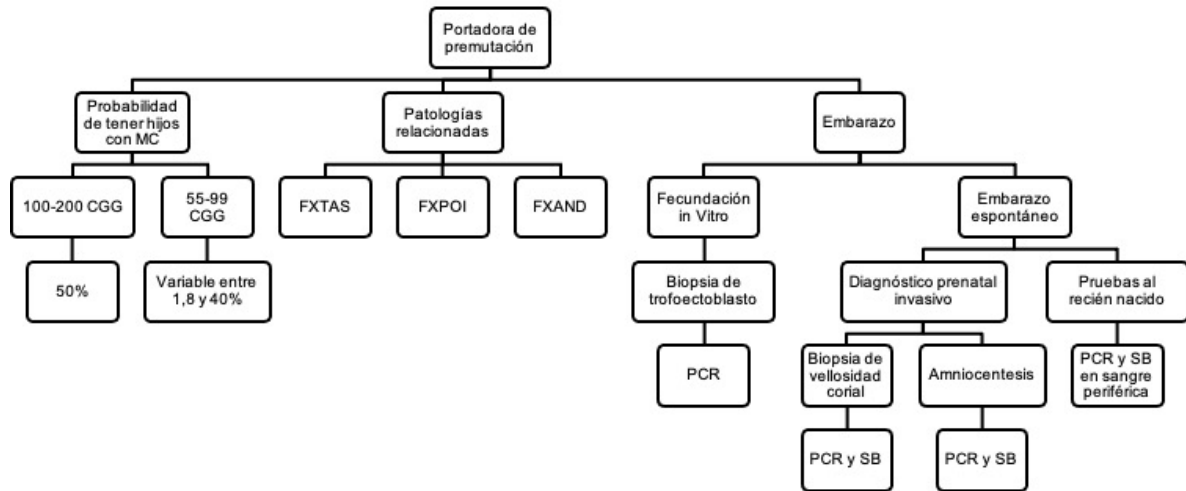 Portadora de
premutación
Probabilidad
de tener hijos
con MC
Patologías
relacionadas
Embarazo
100-200 CGG
55-99
CGG
FXTAS
FXPOI
FXAND
Fecundación
in Vitro
Embarazo
espontáneo
50%
Variable entre
1,8 y 40%
Biopsia de
trofoectoblasto
Diagnóstico prenatal
invasivo
Pruebas al
recién nacido
PCR
Biopsia de
vellosidad
corial
Amniocentesis
PCR y SB
en sangre
periférica
PCR y SB
PCR y SB